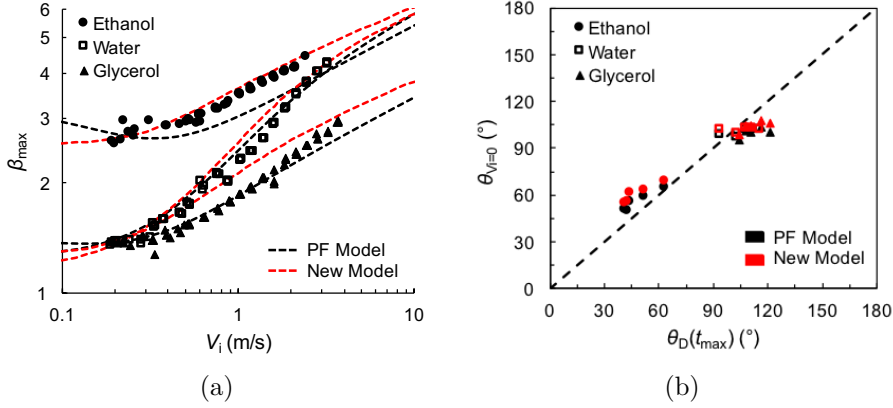 6
5
4
3
2
1
β_max
Ethanol
Water
Glycerol
PF Model
New Model
0.1
1
10
V_i (m/s)
(a)
180
150
120
90
60
30
0
θ_{Vi=0} (°)
Ethanol
Water
Glycerol
PF Model
New Model
0
30
60
90
120
150
180
θ_D(t_max) (°)
(b)